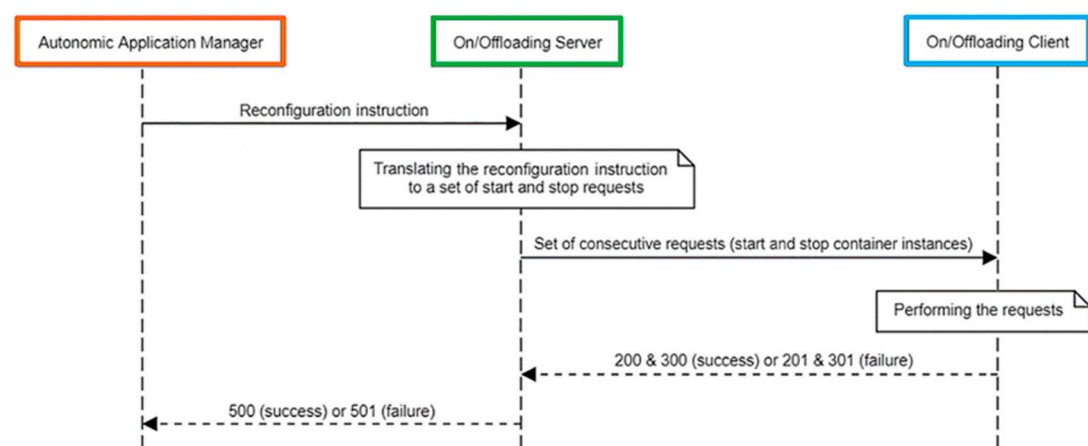 Autonomic Application Manager
On/Offloading Server
On/Offloading Client
Reconfiguration instruction
Translating the reconfiguration instruction
to a set of start and stop requests
Set of consecutive requests (start and stop container instances)
Performing the requests
200 & 300 (success) or 201 & 301 (failure)
500 (success) or 501 (failure)